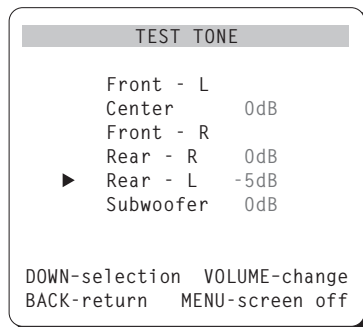 TEST TONE
Front - L
Center 0dB
Front - R
Rear - R 0dB
Rear - L -5dB
Subwoofer 0dB
DOWN-selection VOLUME-change
BACK-return MENU-screen off